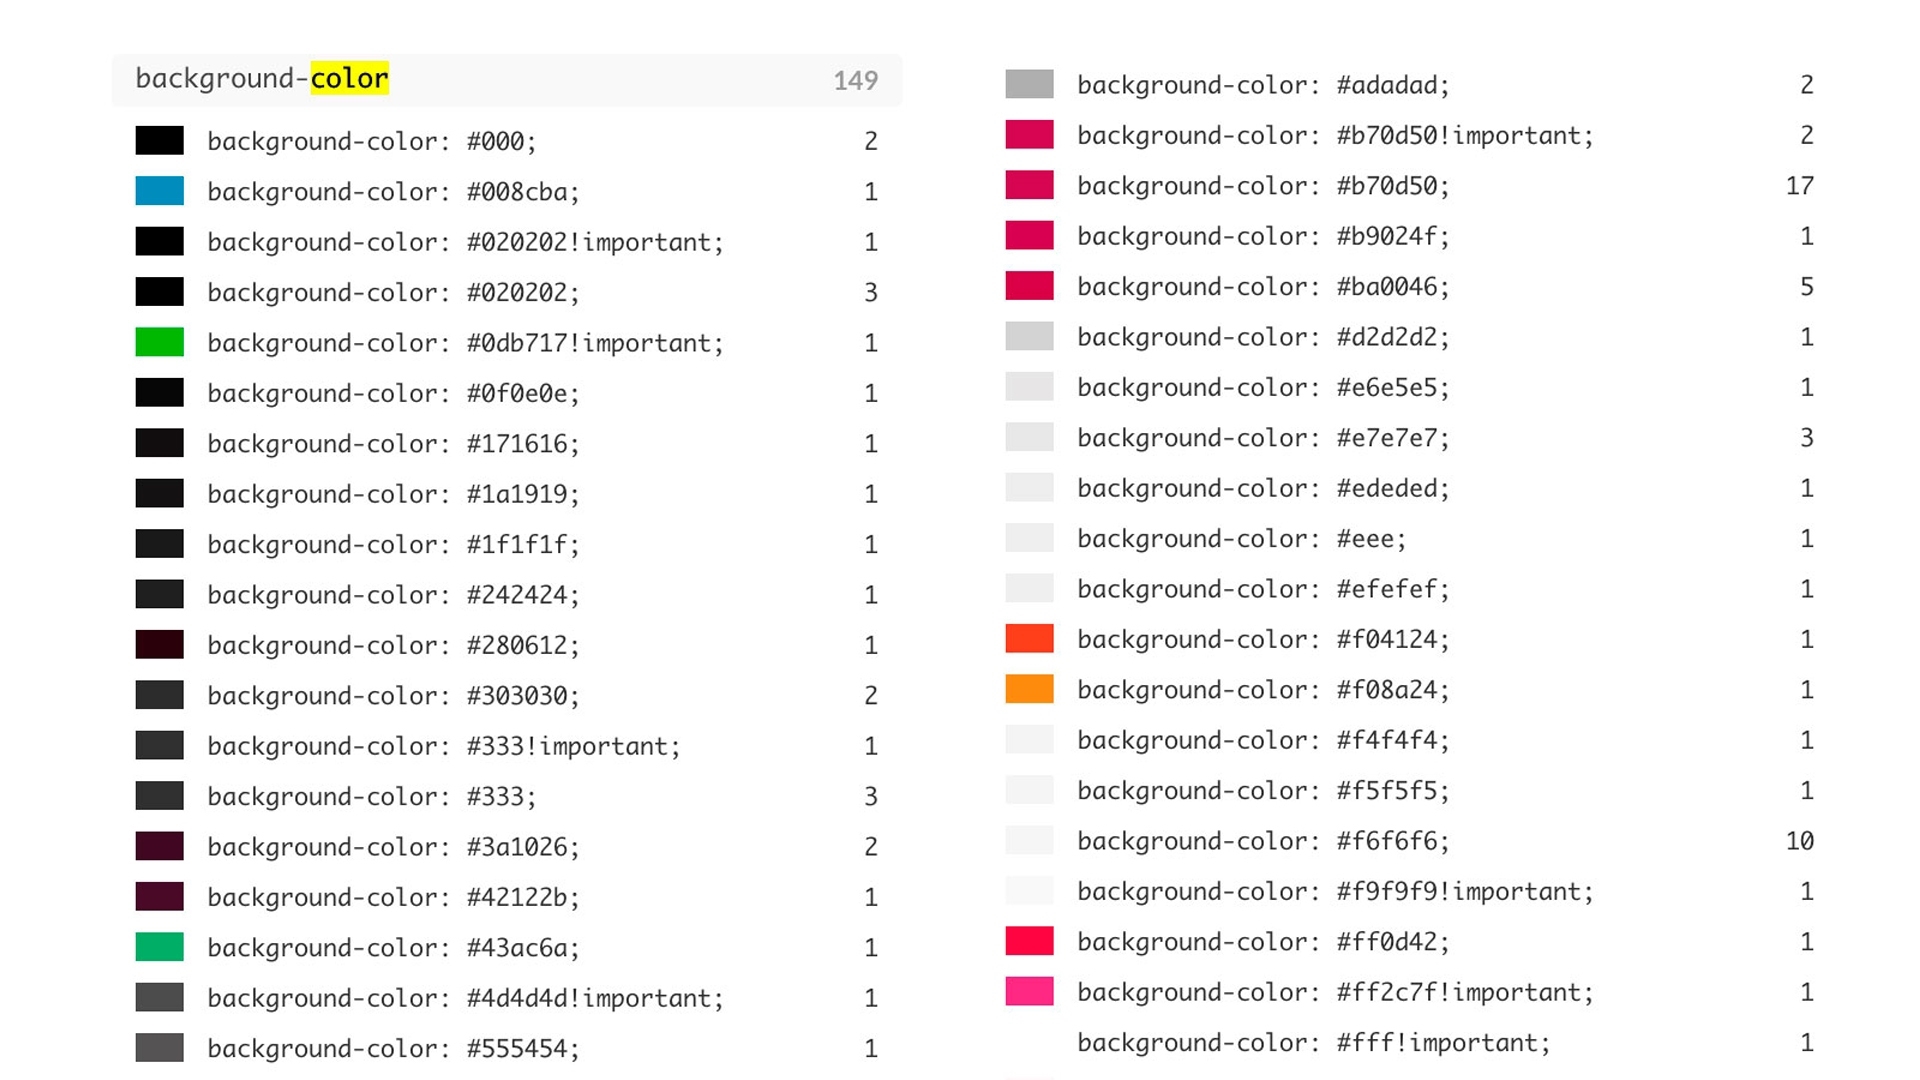 background-color 149
background-color: #000; 2
background-color: #008cba; 1
background-color: #020202!important; 1
background-color: #020202; 3
background-color: #0db717!important; 1
background-color: #0f0e0e; 1
background-color: #171616; 1
background-color: #1a1919; 1
background-color: #1f1f1f; 1
background-color: #242424; 1
background-color: #280612; 1
background-color: #303030; 2
background-color: #333!important; 1
background-color: #333; 3
background-color: #3a1026; 2
background-color: #42122b; 1
background-color: #43ac6a; 1
background-color: #4d4d4d!important; 1
background-color: #555454; 1
background-color: #adadad; 2
background-color: #b70d50!important; 2
background-color: #b70d50; 17
background-color: #b9024f; 1
background-color: #ba0046; 5
background-color: #d2d2d2; 1
background-color: #e6e5e5; 1
background-color: #e7e7e7; 3
background-color: #ededed; 1
background-color: #eee; 1
background-color: #efefef; 1
background-color: #f04124; 1
background-color: #f08a24; 1
background-color: #f4f4f4; 1
background-color: #f5f5f5; 1
background-color: #f6f6f6; 10
background-color: #f9f9f9!important; 1
background-color: #ff0d42; 1
background-color: #ff2c7f!important; 1
background-color: #fff!important; 1